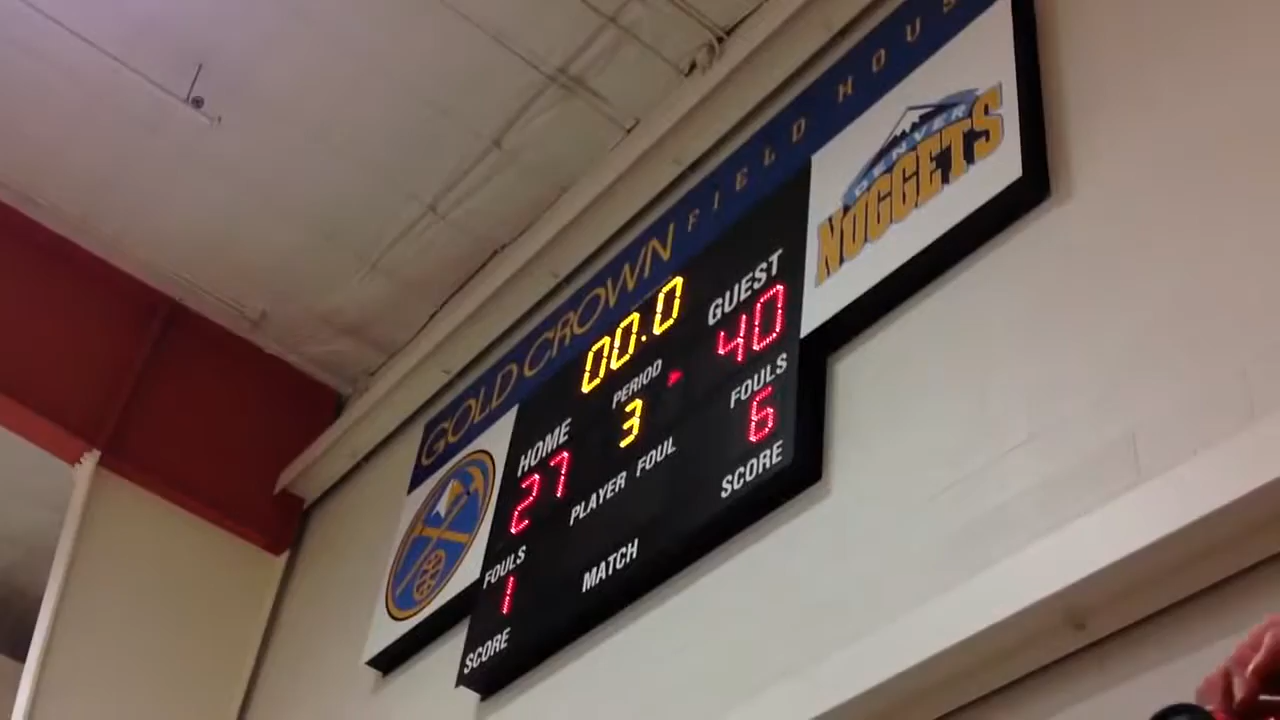 GOLD CROWN FIELD HOUS
DENVER
NUGGETS
00.0
HOME
27
PERIOD
3
GUEST
40
FOULS
1
PLAYER FOUL
FOULS
6
SCORE
MATCH
SCORE